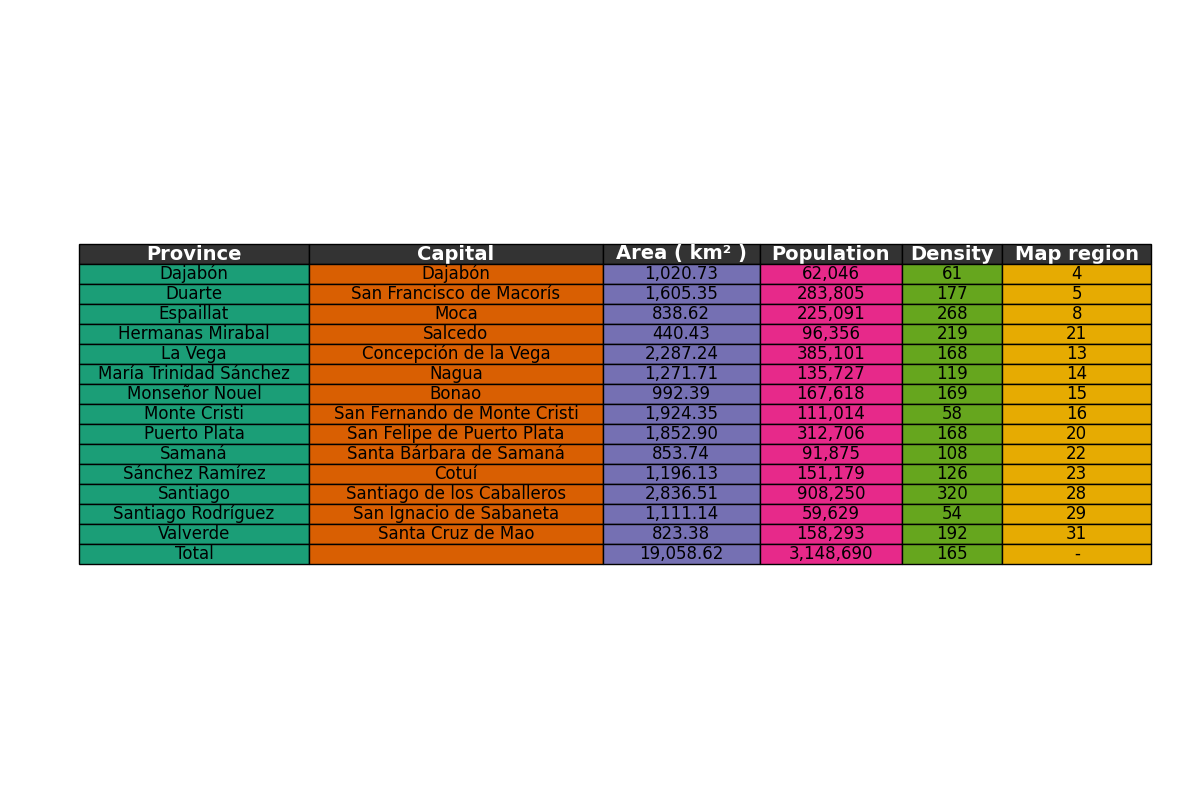 Province Capital Area ( km² ) Population Density Map region
Dajabón Dajabón 1,020.73 62,046 61 4
Duarte San Francisco de Macorís 1,605.35 283,805 177 5
Espaillat Moca 838.62 225,091 268 8
Hermanas Mirabal Salcedo 440.43 96,356 219 21
La Vega Concepción de la Vega 2,287.24 385,101 168 13
María Trinidad Sánchez Nagua 1,271.71 135,727 119 14
Monseñor Nouel Bonao 992.39 167,618 169 15
Monte Cristi San Fernando de Monte Cristi 1,924.35 111,014 58 16
Puerto Plata San Felipe de Puerto Plata 1,852.90 312,706 168 20
Samaná Santa Bárbara de Samaná 853.74 91,875 108 22
Sánchez Ramírez Cotuí 1,196.13 151,179 126 23
Santiago Santiago de los Caballeros 2,836.51 908,250 320 28
Santiago Rodríguez San Ignacio de Sabaneta 1,111.14 59,629 54 29
Valverde Santa Cruz de Mao 823.38 158,293 192 31
Total 19,058.62 3,148,690 165 -